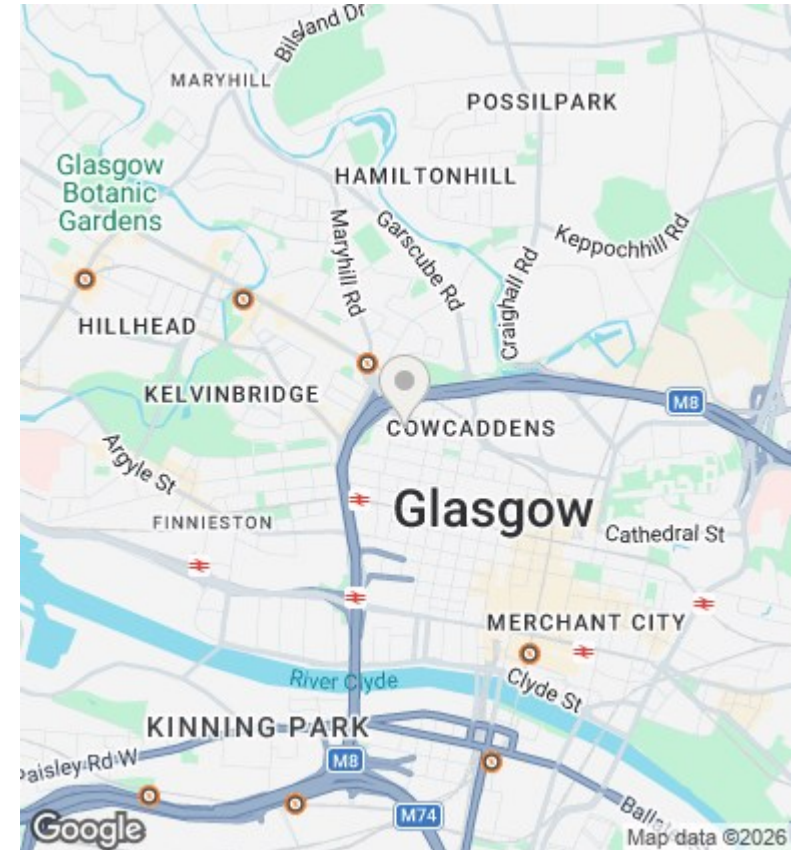 Bilsland Dr
MARYHILL
POSSILPARK
Glasgow
Botanic
Gardens
HAMILTONHILL
Maryhill Rd
Garscube Rd
Keppochhill Rd
Craighall Rd
HILLHEAD
KELVINBRIDGE
M8
COWCADDENS
Argyle St
Glasgow
FINNIESTON
Cathedral St
MERCHANT CITY
River Clyde
Clyde St
KINNING PARK
Paisley Rd W
M8
M74
Google
Map data ©2026